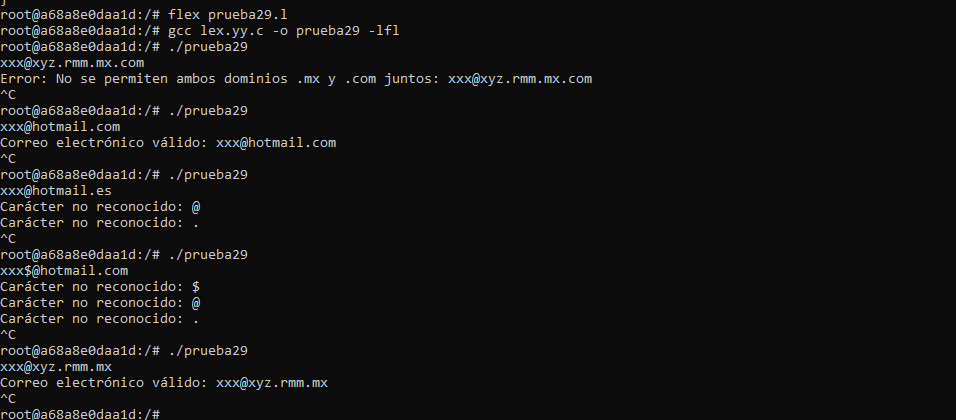 root@a68a8e0daa1d:/# flex prueba29.l
root@a68a8e0daa1d:/# gcc lex.yy.c -o prueba29 -lfl
root@a68a8e0daa1d:/# ./prueba29
xxx@xyz.rmm.mx.com
Error: No se permiten ambos dominios .mx y .com juntos: xxx@xyz.rmm.mx.com
^C
root@a68a8e0daa1d:/# ./prueba29
xxx@hotmail.com
Correo electrónico válido: xxx@hotmail.com
^C
root@a68a8e0daa1d:/# ./prueba29
xxx@hotmail.es
Carácter no reconocido: @
Carácter no reconocido: .
^C
root@a68a8e0daa1d:/# ./prueba29
xxx$@hotmail.com
Carácter no reconocido: $
Carácter no reconocido: @
Carácter no reconocido: .
^C
root@a68a8e0daa1d:/# ./prueba29
xxx@xyz.rmm.mx
Correo electrónico válido: xxx@xyz.rmm.mx
^C
root@a68a8e0daa1d:/#